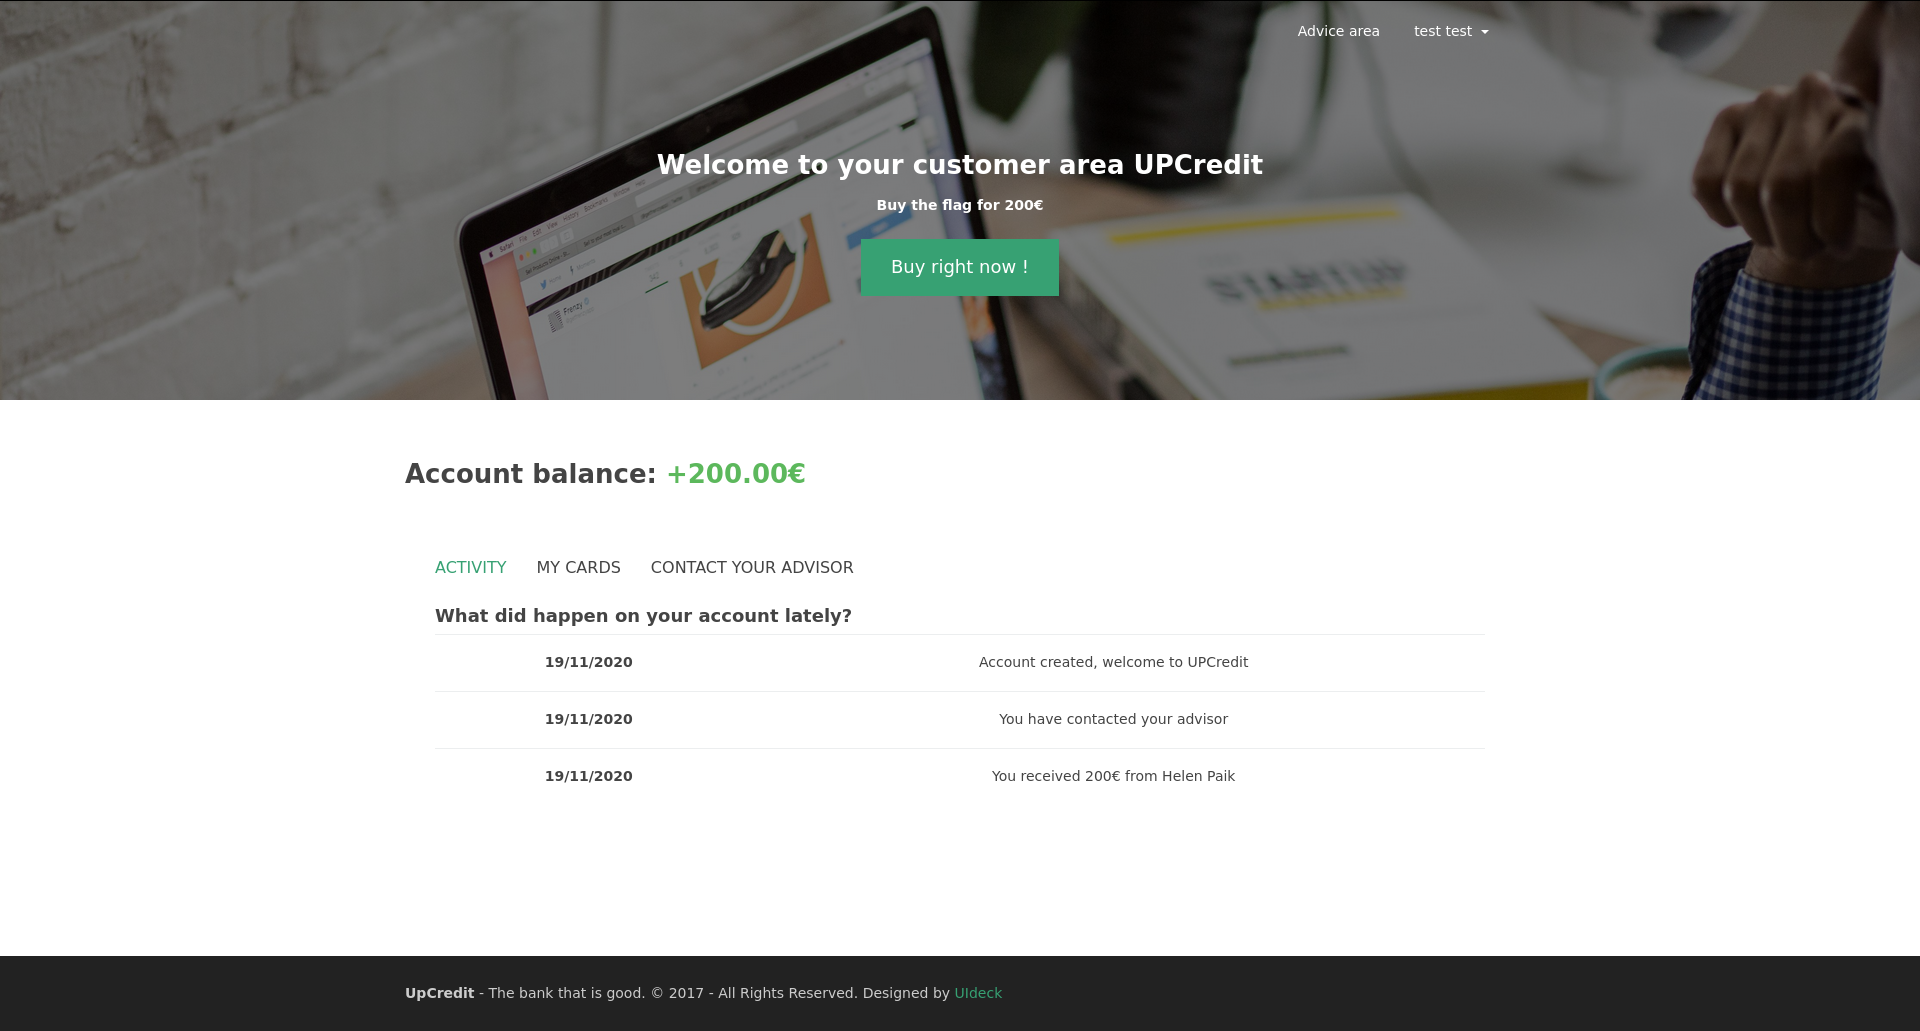 Advice area test test
Welcome to your customer area UPCredit
Buy the flag for 200€
Buy right now !
STARTUP
Frenzy
Account balance: +200.00€
ACTIVITY MY CARDS CONTACT YOUR ADVISOR
What did happen on your account lately?
19/11/2020 Account created, welcome to UPCredit
19/11/2020 You have contacted your advisor
19/11/2020 You received 200€ from Helen Paik
UpCredit - The bank that is good. © 2017 - All Rights Reserved. Designed by UIdeck